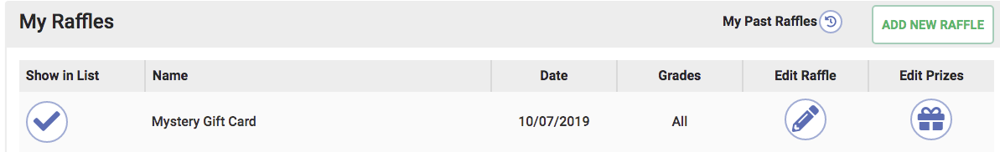 My Raffles
My Past Raffles
ADD NEW RAFFLE
Show in List Name Date Grades Edit Raffle Edit Prizes
Mystery Gift Card 10/07/2019 All